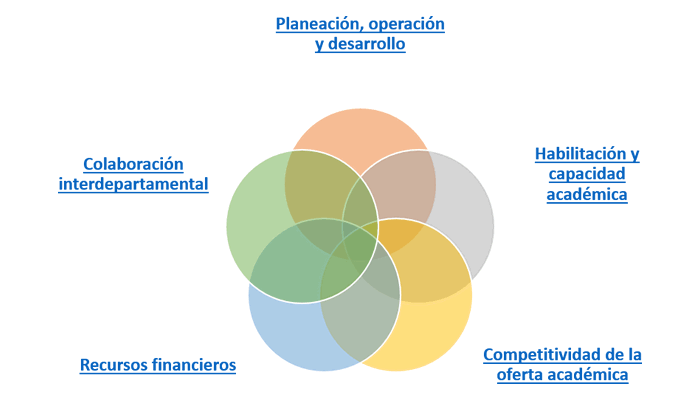 Planeación, operación
y desarrollo
Habilitación y
capacidad
académica
Colaboración
interdepartamental
Competitividad de la
oferta académica
Recursos financieros